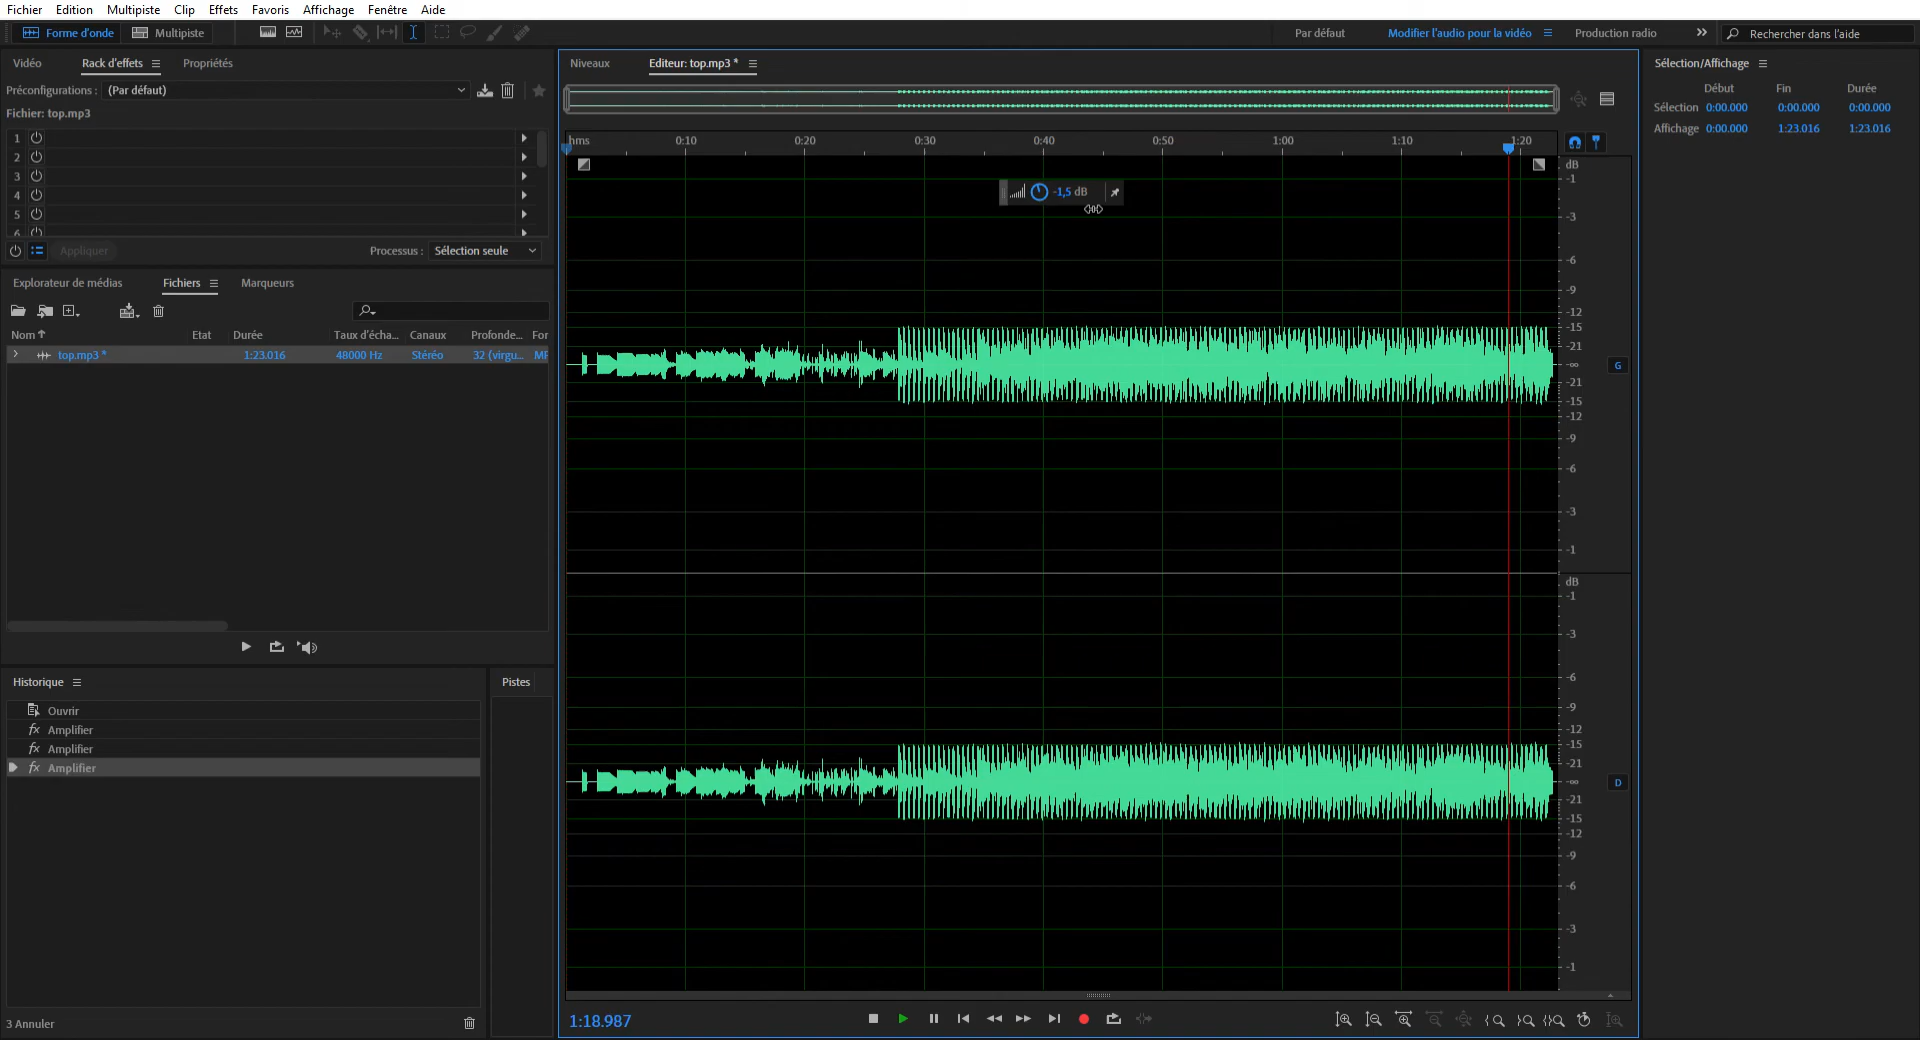 Fichier Edition Multipiste Clip Effets Favoris Affichage Fenêtre Aide
Forme d'onde Multipiste Par défaut Modifier l'audio pour la vidéo Production radio Rechercher dans l'aide
Vidéo Rack d'effets Propriétés
Préconfigurations : (Par défaut)
Fichier: top.mp3
1
2
3
4
5
6
Appliquer Processus : Sélection seule
Explorateur de médias Fichiers Marqueurs
Nom Etat Durée Taux d'écha... Canaux Profonde... For
top.mp3 * 1:23.016 48000 Hz Stéréo 32 (virgu... MP
Historique
Ouvrir
Amplifier
Amplifier
Amplifier
3 Annuler
Pistes
Niveaux Editeur: top.mp3 *
hms 0:10 0:20 0:30 0:40 0:50 1:00 1:10 1:20
-1,5 dB
dB
-1
-3
-6
-9
-12
-15
-21
-∞
-21
-15
-12
-9
-6
-3
-1
G
dB
-1
-3
-6
-9
-12
-15
-21
-∞
-21
-15
-12
-9
-6
-3
-1
D
1:18.987
Sélection/Affichage
Début Fin Durée
Sélection 0:00.000 0:00.000 0:00.000
Affichage 0:00.000 1:23.016 1:23.016